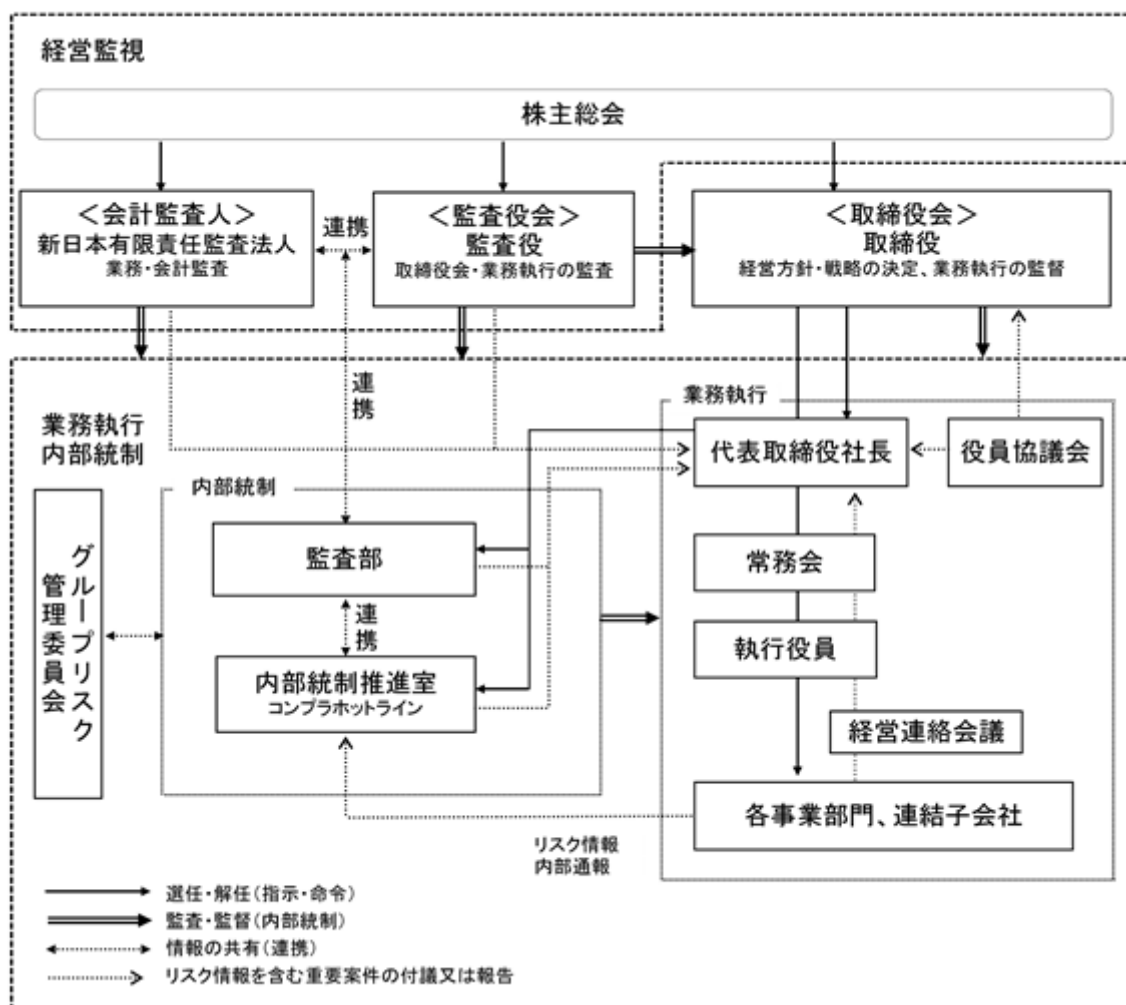 経営監視
株主総会
＜会計監査人＞
新日本有限責任監査法人
業務・会計監査
連携
＜監査役会＞
監査役
取締役会・業務執行の監査
＜取締役会＞
取締役
経営方針・戦略の決定、業務執行の監督
連携
業務執行
内部統制
業務執行
代表取締役社長
役員協議会
内部統制
グループリスク
管理委員会
監査部
連携
内部統制推進室
コンプラホットライン
常務会
執行役員
経営連絡会議
各事業部門、連結子会社
リスク情報
内部通報
選任・解任（指示・命令）
監査・監督（内部統制）
情報の共有（連携）
リスク情報を含む重要案件の付議又は報告